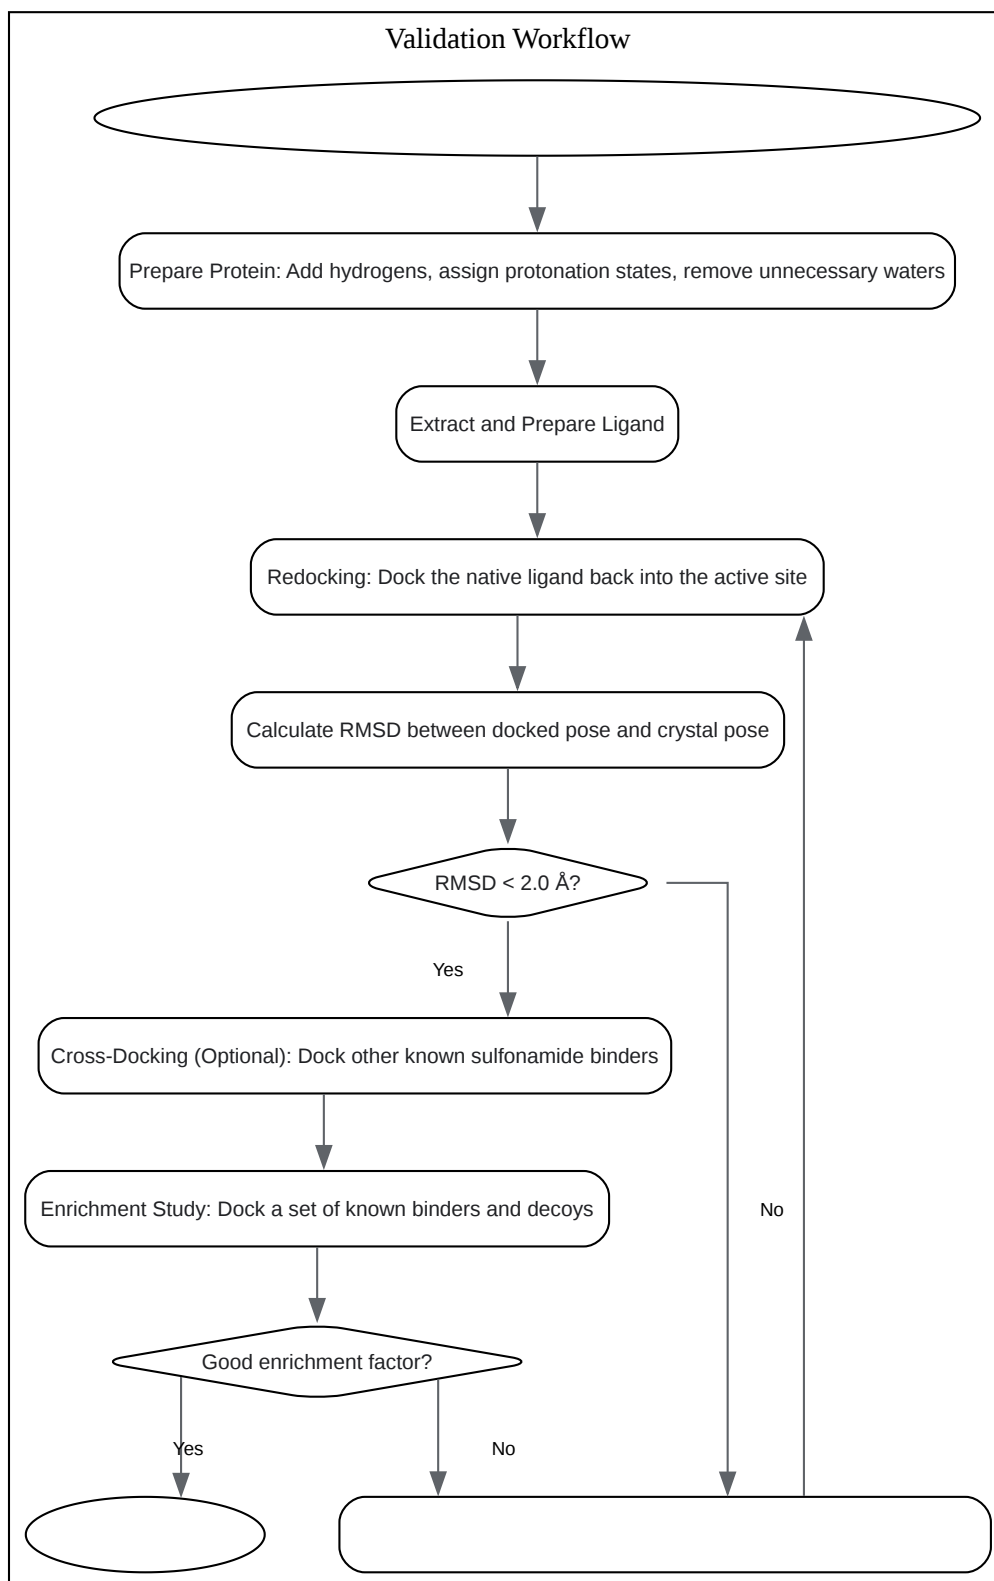 Validation Workflow
Prepare Protein: Add hydrogens, assign protonation states, remove unnecessary waters
Extract and Prepare Ligand
Redocking: Dock the native ligand back into the active site
Calculate RMSD between docked pose and crystal pose
RMSD < 2.0 Å?
Yes
Cross-Docking (Optional): Dock other known sulfonamide binders
Enrichment Study: Dock a set of known binders and decoys
No
Good enrichment factor?
Yes
No